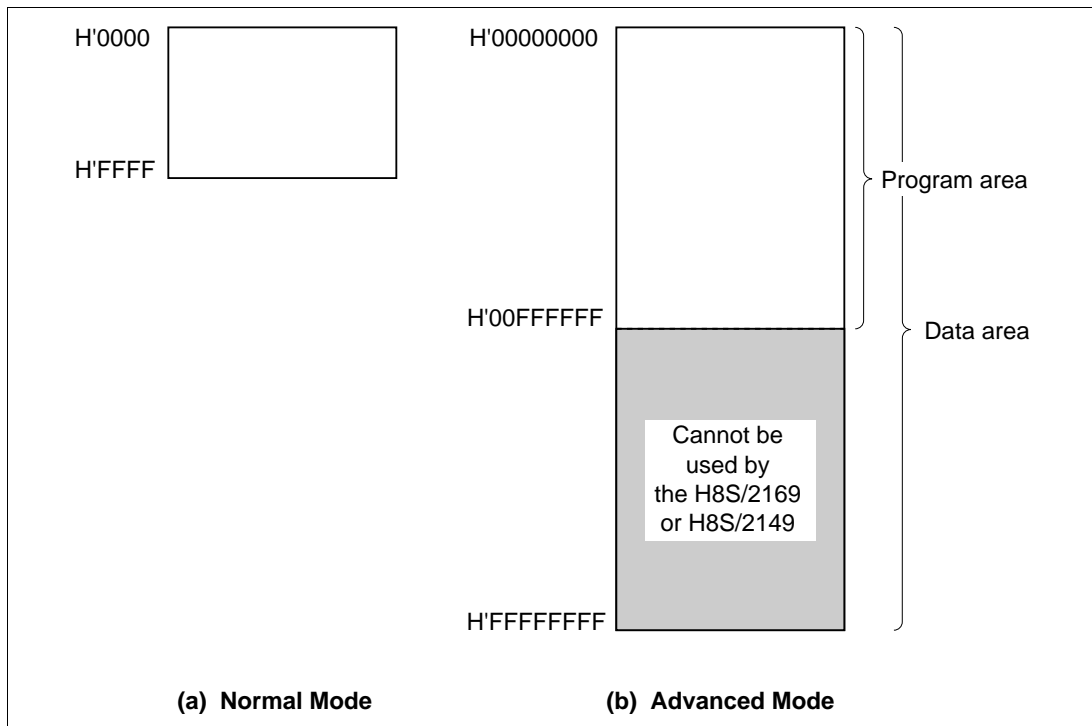 H'0000
H'FFFF
(a) Normal Mode
H'00000000
H'00FFFFFF
Cannot be
used by
the H8S/2169
or H8S/2149
H'FFFFFFFF
Program area
Data area
(b) Advanced Mode